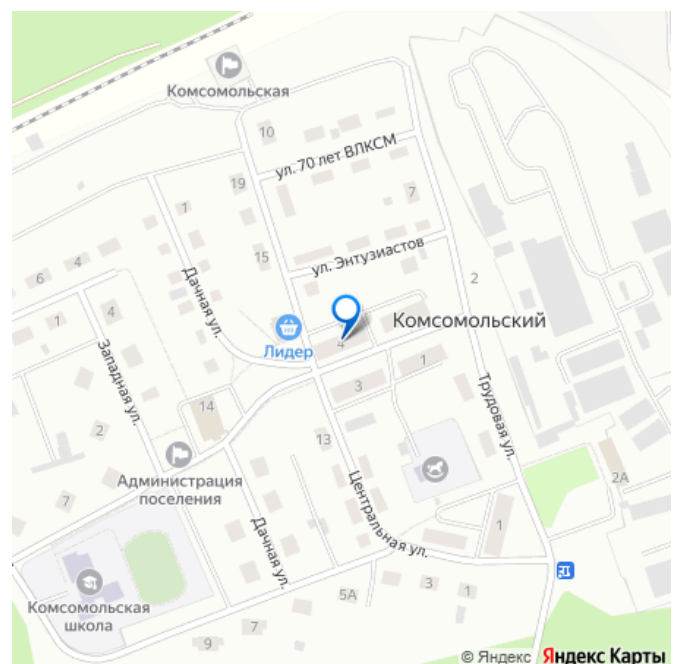 Комсомольская
10
ул. 70 лет ВЛКСМ
19
7
1
15
ул. Энтузиастов
6
4
Дачная ул.
2
1
4
Лидер
4
Комсомольский
Западная ул.
3
1
14
Трудовая ул.
2
13
Администрация
поселения
2А
7
Центральная ул.
1
Дачная ул.
Комсомольская
школа
5А
3
1
7
9
© Яндекс Яндекс Карты